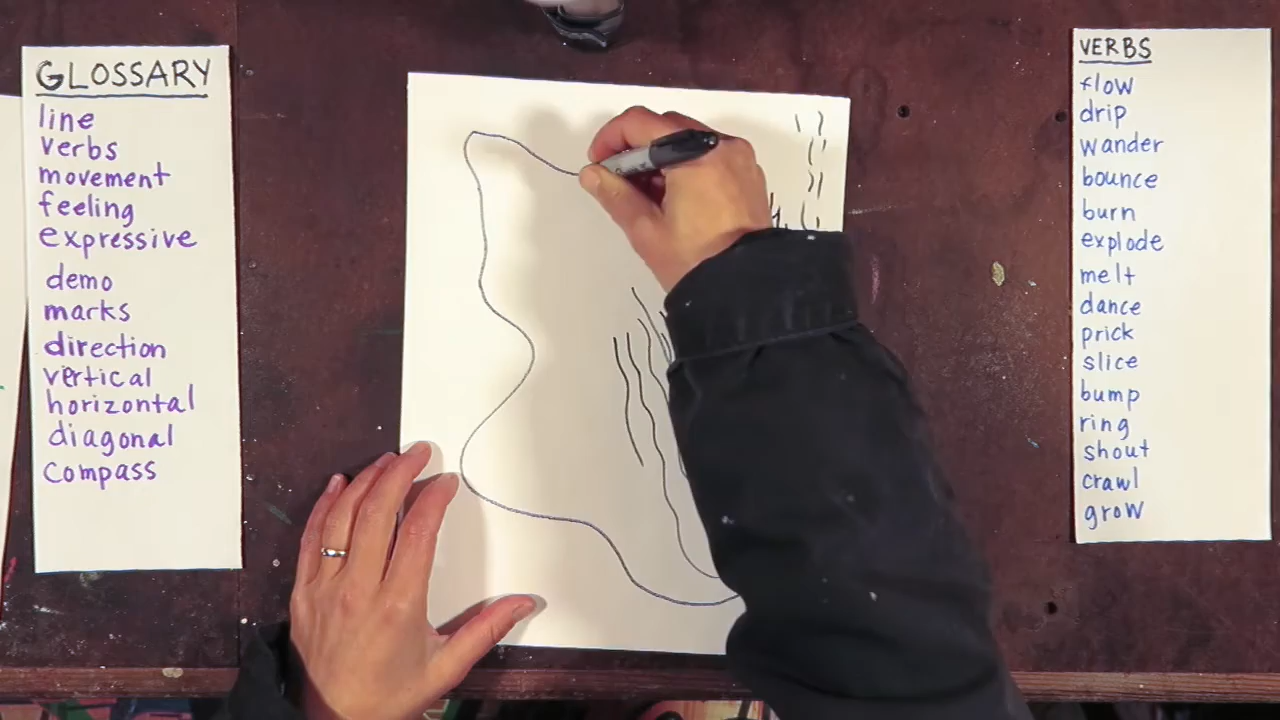 GLOSSARY
line
verbs
movement
feeling
expressive
demo
marks
direction
vertical
horizontal
diagonal
compass
VERBS
flow
drip
wander
bounce
burn
explode
melt
dance
prick
slice
bump
ring
shout
crawl
grow